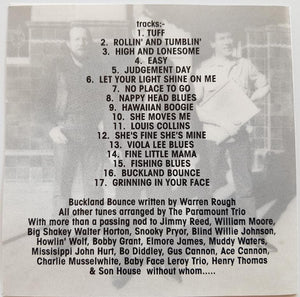 tracks;-
1. TUFF
2. ROLLIN' AND TUMBLIN'
3. HIGH AND LONESOME
4. EASY
5. JUDGEMENT DAY
6. LET YOUR LIGHT SHINE ON ME
7. NO PLACE TO GO
8. NAPPY HEAD BLUES
9. HAWAIIAN BOOGIE
10. SHE MOVES ME
11. LOUIS COLLINS
12. SHE'S FINE SHE'S MINE
13. VIOLA LEE BLUES
14. FINE LITTLE MAMA
15. FISHING BLUES
16. BUCKLAND BOUNCE
17. GRINNING IN YOUR FACE
Buckland Bounce written by Warren Rough
All other tunes arranged by The Paramount Trio
With more than a passing nod to Jimmy Reed, William Moore,
Big Shakey Walter Horton, Snooky Pryor, Blind Willie Johnson,
Howlin' Wolf, Bobby Grant, Elmore James, Muddy Waters,
Missisippi John Hurt, Bo Diddley, Gus Cannon, Ace Cannon,
Charlie Musselwhite, Baby Face Leroy Trio, Henry Thomas
& Son House without whom.....